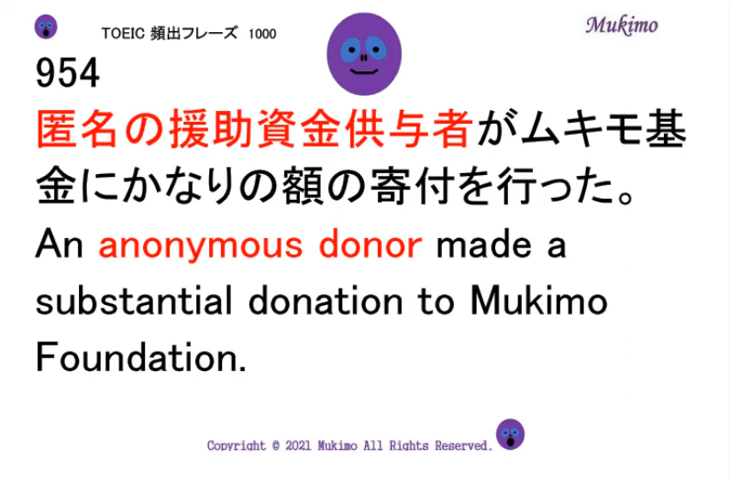 TOEIC 頻出フレーズ 1000
Mukimo
954
匿名の援助資金供与者がムキモ基
金にかなりの額の寄付を行った。
An anonymous donor made a
substantial donation to Mukimo
Foundation.
Copyright © 2021 Mukimo All Rights Reserved.